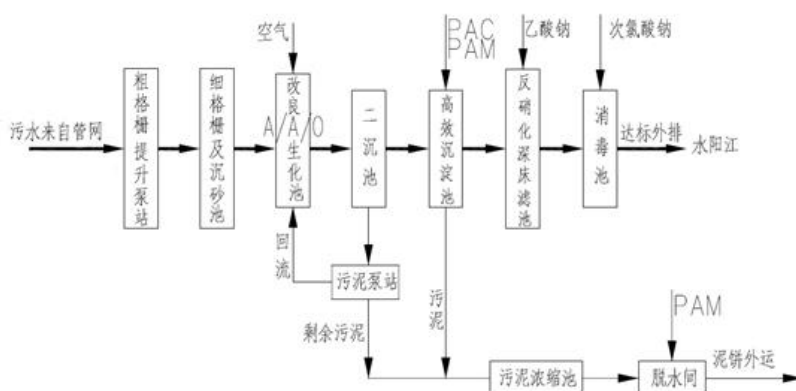 空气
PAC
PAM
乙酸钠
次氯酸钠
污水来自管网
粗格栅提升泵站
细格栅及沉砂池
改良A/A/O生化池
二沉池
高效沉淀池
反硝化深床滤池
消毒池
达标外排
水阳江
回流
污泥泵站
剩余污泥
污泥
PAM
污泥浓缩池
脱水间
泥饼外运